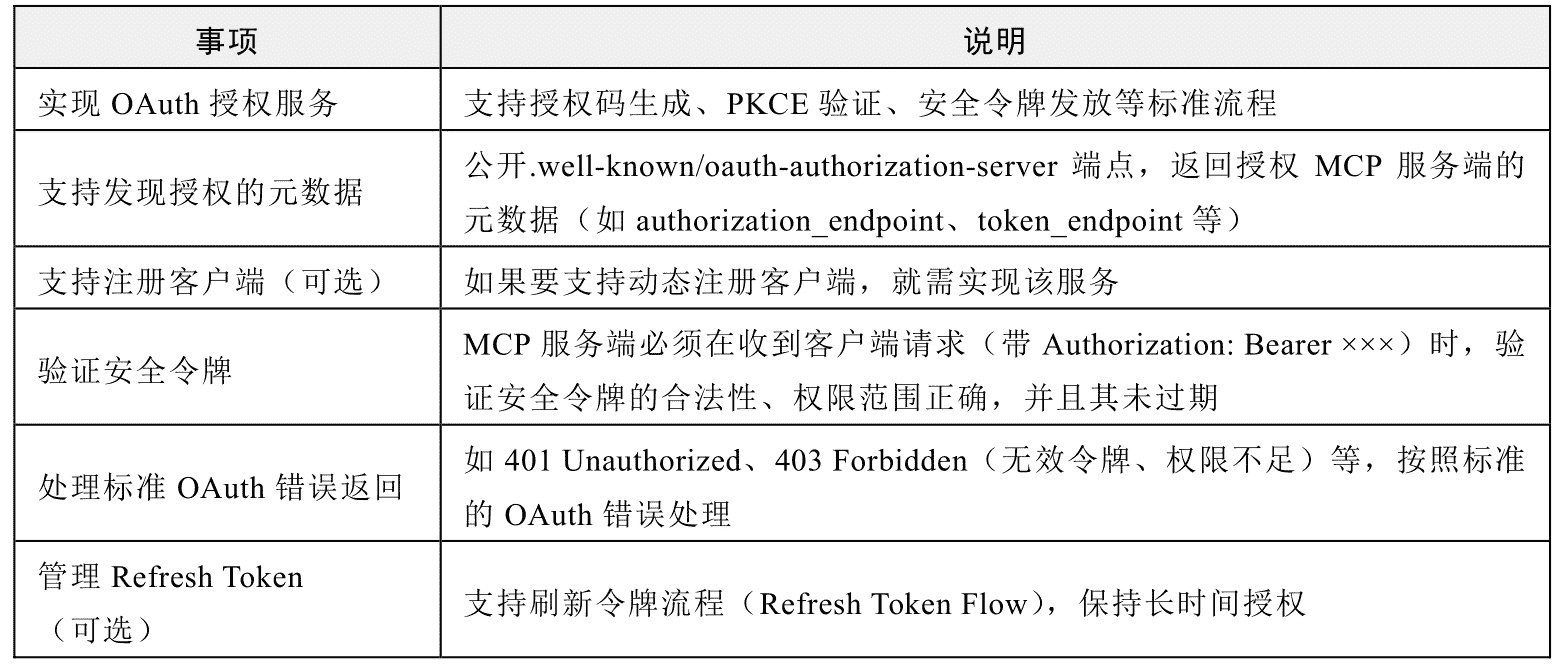 事项
说明
实现 OAuth 授权服务
支持授权码生成、PKCE 验证、安全令牌发放等标准流程
支持发现授权的元数据
公开.well-known/oauth-authorization-server 端点，返回授权 MCP 服务端的
元数据（如 authorization_endpoint、token_endpoint 等）
支持注册客户端（可选）
如果要支持动态注册客户端，就需实现该服务
验证安全令牌
MCP 服务端必须在收到客户端请求（带 Authorization: Bearer ×××）时，验
证安全令牌的合法性、权限范围正确，并且其未过期
处理标准 OAuth 错误返回
如 401 Unauthorized、403 Forbidden（无效令牌、权限不足）等，按照标准
的 OAuth 错误处理
管理 Refresh Token
（可选）
支持刷新令牌流程（Refresh Token Flow），保持长时间授权